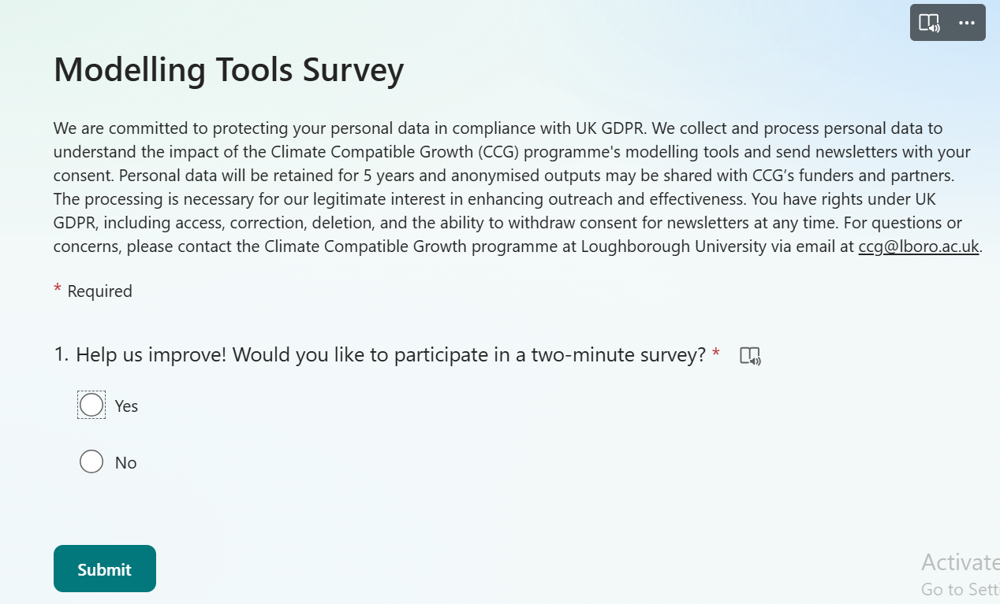 Modelling Tools Survey
We are committed to protecting your personal data in compliance with UK GDPR. We collect and process personal data to
understand the impact of the Climate Compatible Growth (CCG) programme's modelling tools and send newsletters with your
consent. Personal data will be retained for 5 years and anonymised outputs may be shared with CCG’s funders and partners.
The processing is necessary for our legitimate interest in enhancing outreach and effectiveness. You have rights under UK
GDPR, including access, correction, deletion, and the ability to withdraw consent for newsletters at any time. For questions or
concerns, please contact the Climate Compatible Growth programme at Loughborough University via email at ccg@lboro.ac.uk.
* Required
1. Help us improve! Would you like to participate in a two-minute survey? *
Yes
No
Submit
Activate
Go to Setti